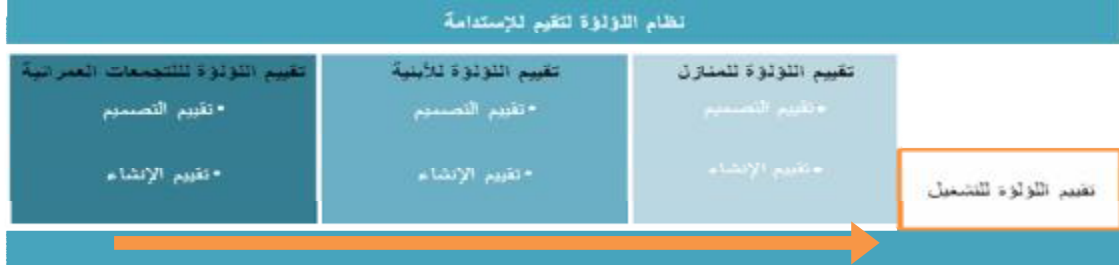 نظام اللؤلؤة لتقيم للإستدامة
تقييم اللؤلؤة للتجمعات العمرانية
•تقييم التصميم
•تقييم الإنشاء
تقييم اللؤلؤة للأبنية
•تقييم التصميم
•تقييم الإنشاء
تقييم اللؤلؤة للمنازل
•تقييم التصميم
•تقييم الإنشاء
تقييم اللؤلؤة للتشغيل